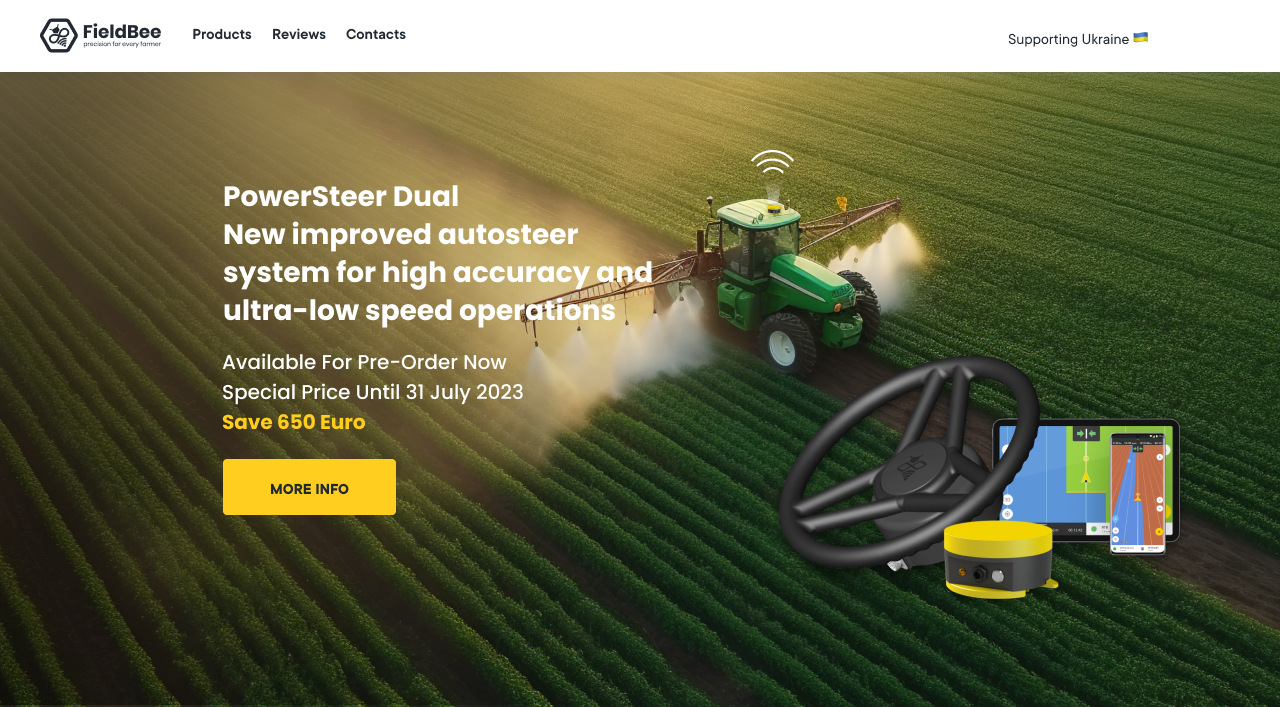 FieldBee
precision for every farmer
Products
Reviews
Contacts
Supporting Ukraine
PowerSteer Dual
New improved autosteer
system for high accuracy and
ultra-low speed operations
Available For Pre-Order Now
Special Price Until 31 July 2023
Save 650 Euro
MORE INFO